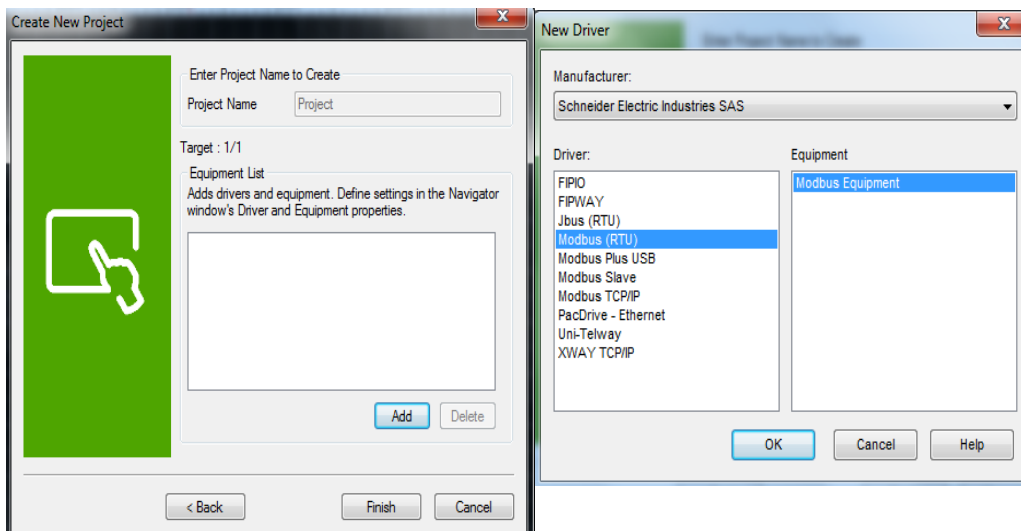 Create New Project
Enter Project Name to Create
Project Name Project
Target : 1/1
Equipment List
Adds drivers and equipment. Define settings in the Navigator
window's Driver and Equipment properties.
Add Delete
< Back Finish Cancel
New Driver
Manufacturer:
Schneider Electric Industries SAS
Driver: Equipment
FIPIO Modbus Equipment
FIPWAY
Jbus (RTU)
Modbus (RTU)
Modbus Plus USB
Modbus Slave
Modbus TCP/IP
PacDrive - Ethernet
Uni-Telway
XWAY TCP/IP
OK Cancel Help